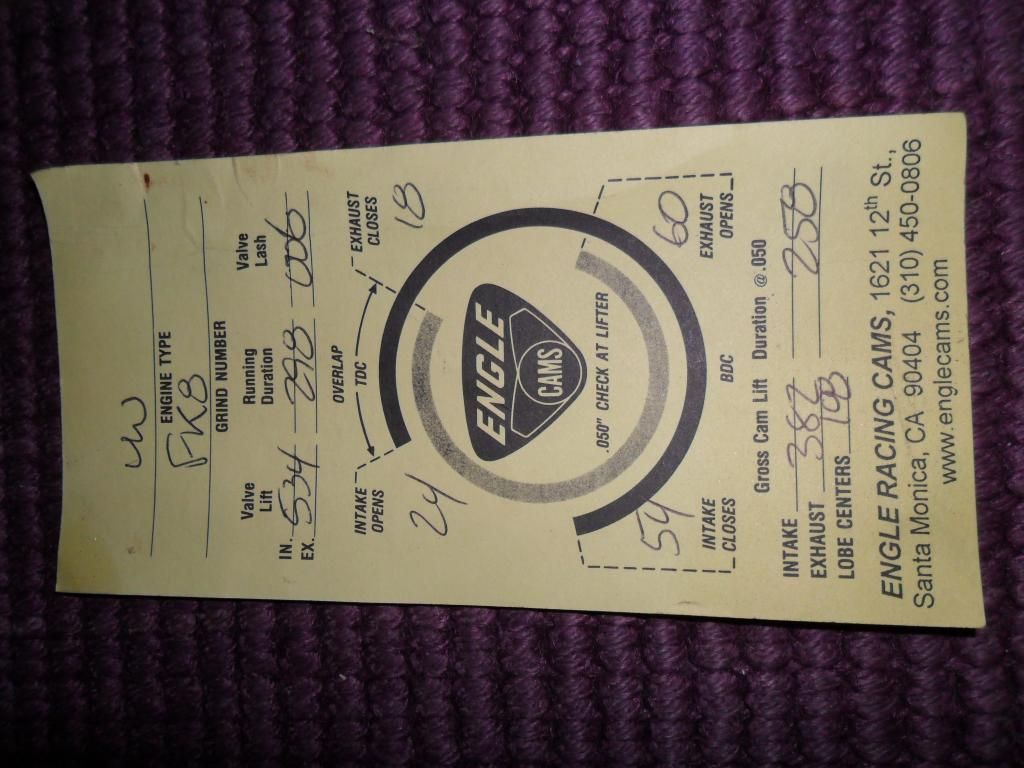 VW
ENGINE TYPE
FK8
GRIND NUMBER
Valve Lift Running Duration Valve Lash
IN. 534 298 006
EX.
OVERLAP
INTAKE OPENS TDC EXHAUST CLOSES
24 18
ENGLE
CAMS
.050" CHECK AT LIFTER
54 60
INTAKE CLOSES BDC EXHAUST OPENS
Gross Cam Lift Duration @ .050
INTAKE 382 258
EXHAUST
LOBE CENTERS 108
ENGLE RACING CAMS, 1621 12th St.,
Santa Monica, CA 90404 (310) 450-0806
www.englecams.com